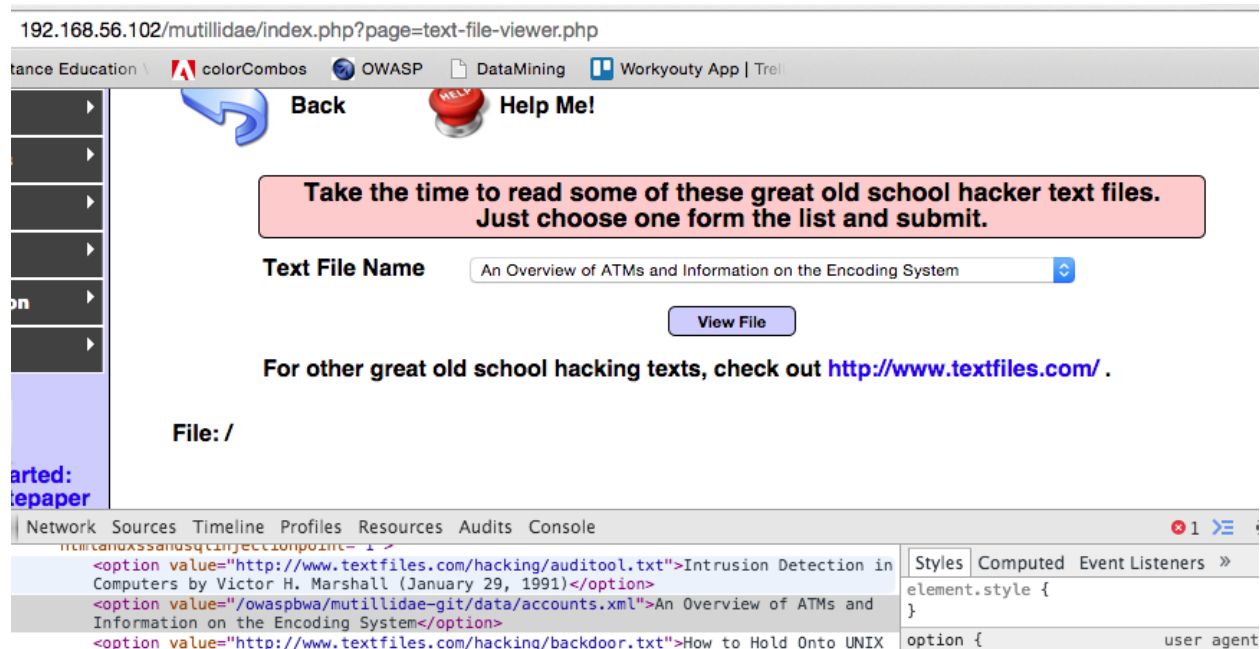 192.168.56.102/mutillidae/index.php?page=text-file-viewer.php
tance Education colorCombos OWASP DataMining Workyouty App | Trel
Back Help Me!
Take the time to read some of these great old school hacker text files.
Just choose one form the list and submit.
Text File Name An Overview of ATMs and Information on the Encoding System
on
View File
For other great old school hacking texts, check out http://www.textfiles.com/ .
File: /
arted:
tepaper
Network Sources Timeline Profiles Resources Audits Console 1
<option value="http://www.textfiles.com/hacking/auditool.txt">Intrusion Detection in
Computers by Victor H. Marshall (January 29, 1991)</option>
<option value="/owaspbwa/mutillidae-git/data/accounts.xml">An Overview of ATMs and
Information on the Encoding System</option>
<option value="http://www.textfiles.com/hacking/backdoor.txt">How to Hold Onto UNIX
Styles Computed Event Listeners »
element.style {
}
option { user agent